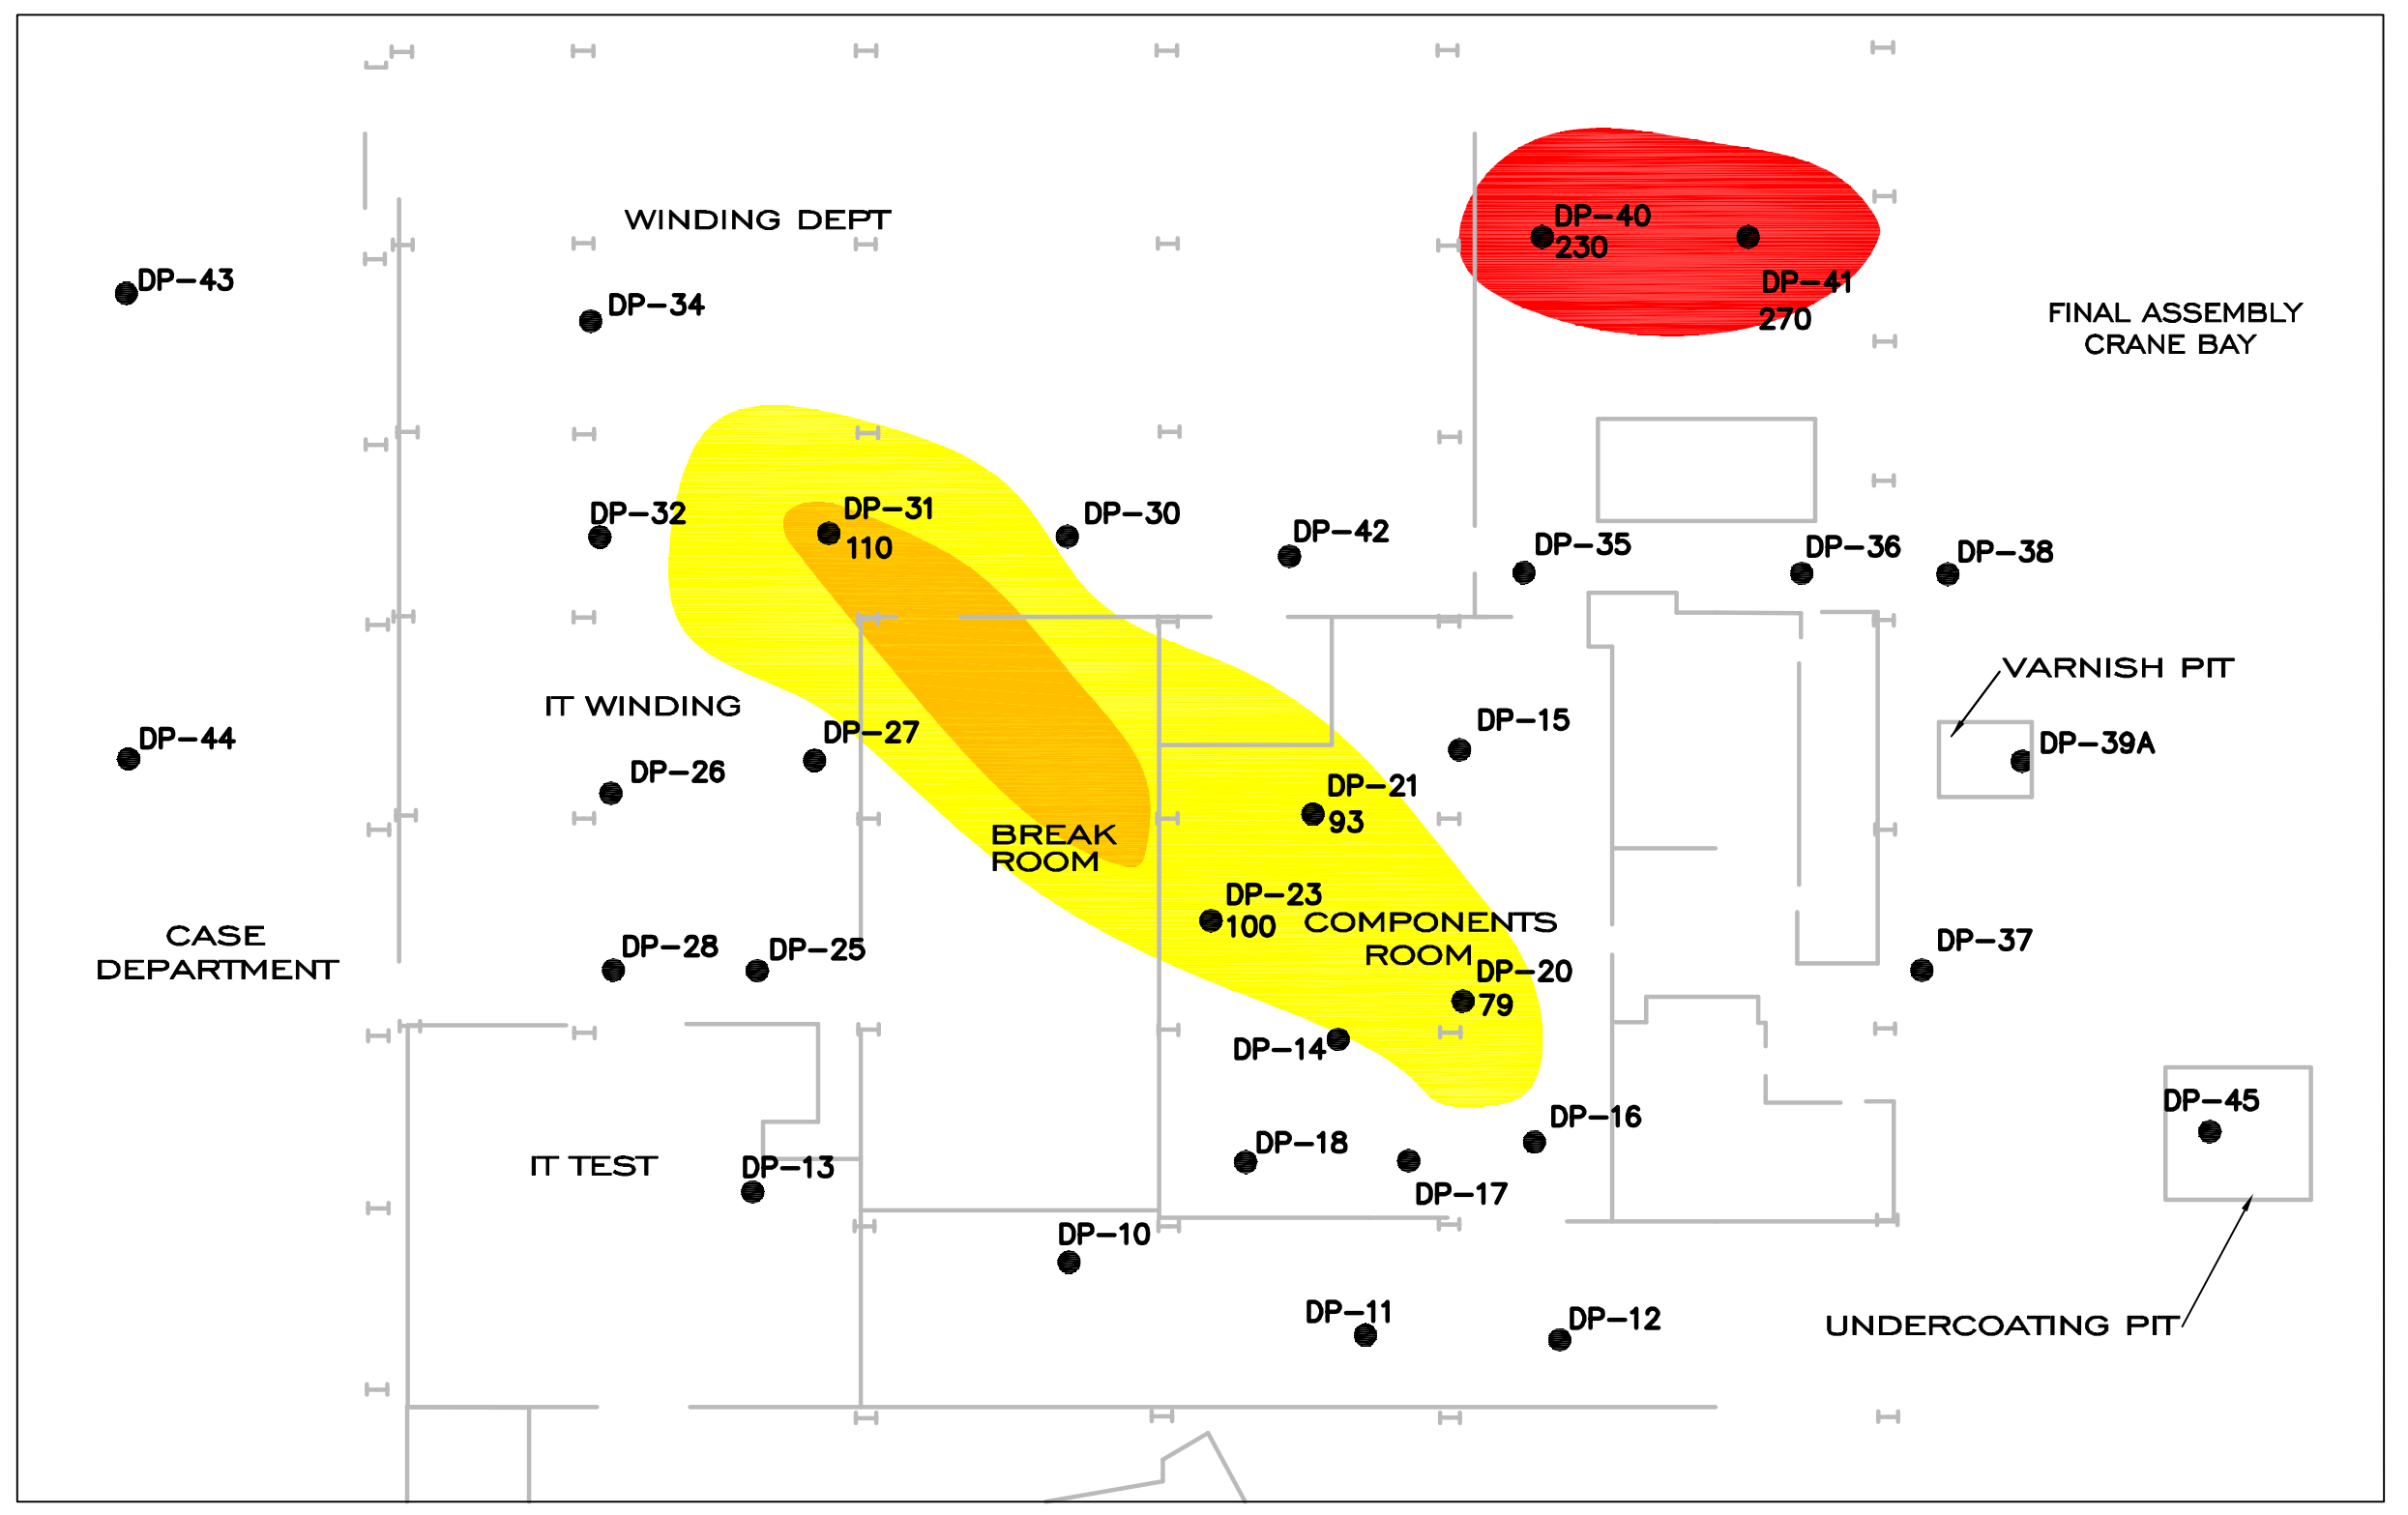 WINDING DEPT
DP-40
230
DP-43
DP-41
270
DP-34
FINAL ASSEMBLY
CRANE BAY
DP-32
DP-31
110
DP-30
DP-42
DP-35
DP-36
DP-38
VARNISH PIT
IT WINDING
DP-44
DP-27
DP-26
DP-15
DP-39A
DP-21
93
BREAK
ROOM
DP-23
100
COMPONENTS
ROOM
CASE
DEPARTMENT
DP-28
DP-25
DP-20
79
DP-37
DP-14
DP-45
DP-16
IT TEST
DP-13
DP-18
DP-17
DP-10
DP-11
DP-12
UNDERCOATING PIT